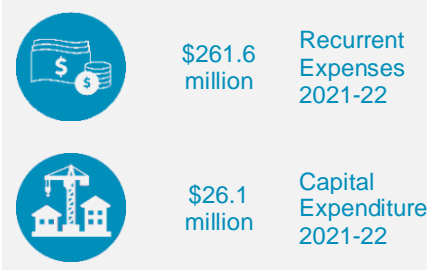 $
$
$261.6
million
Recurrent
Expenses
2021-22
$26.1
million
Capital
Expenditure
2021-22